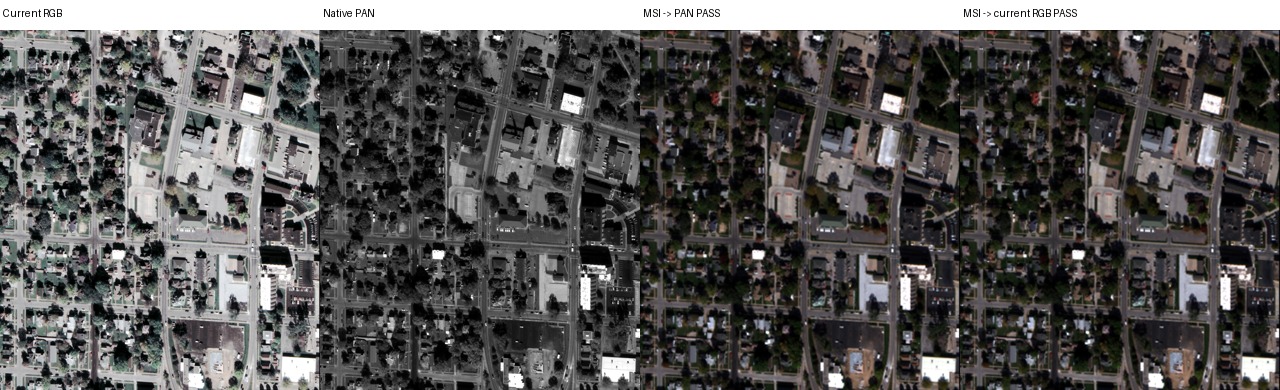 Current RGB
Native PAN
MSI -> PAN PASS
MSI -> current RGB PASS